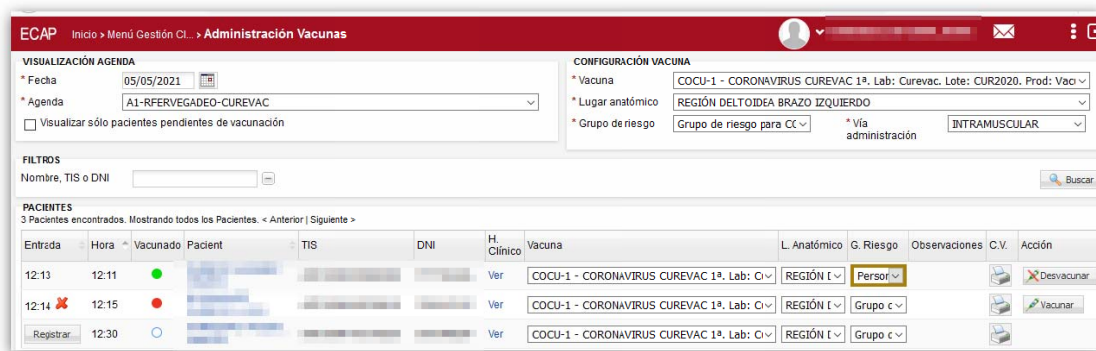 ECAP Inicio > Menú Gestión Cl... > Administración Vacunas
VISUALIZACIÓN AGENDA
* Fecha 05/05/2021
* Agenda A1-RFERVEGADEO-CUREVAC
Visualizar sólo pacientes pendientes de vacunación
CONFIGURACIÓN VACUNA
* Vacuna COCU-1 - CORONAVIRUS CUREVAC 1ª. Lab: Curevac. Lote: CUR2020. Prod: Vacu
* Lugar anatómico REGIÓN DELTOIDEA BRAZO IZQUIERDO
* Grupo de riesgo Grupo de riesgo para CO * Vía administración INTRAMUSCULAR
FILTROS
Nombre, TIS o DNI Buscar
PACIENTES
3 Pacientes encontrados. Mostrando todos los Pacientes. < Anterior | Siguiente >
Entrada Hora Vacunado Pacient TIS DNI H. Clínico Vacuna L. Anatómico G. Riesgo Observaciones C.V. Acción
12:13 12:11 Ver COCU-1 - CORONAVIRUS CUREVAC 1ª. Lab: Cu REGIÓN D Person Desvacunar
12:14 12:15 Ver COCU-1 - CORONAVIRUS CUREVAC 1ª. Lab: Cu REGIÓN D Grupo d Vacunar
Registrar 12:30 Ver COCU-1 - CORONAVIRUS CUREVAC 1ª. Lab: Cu REGIÓN D Grupo d